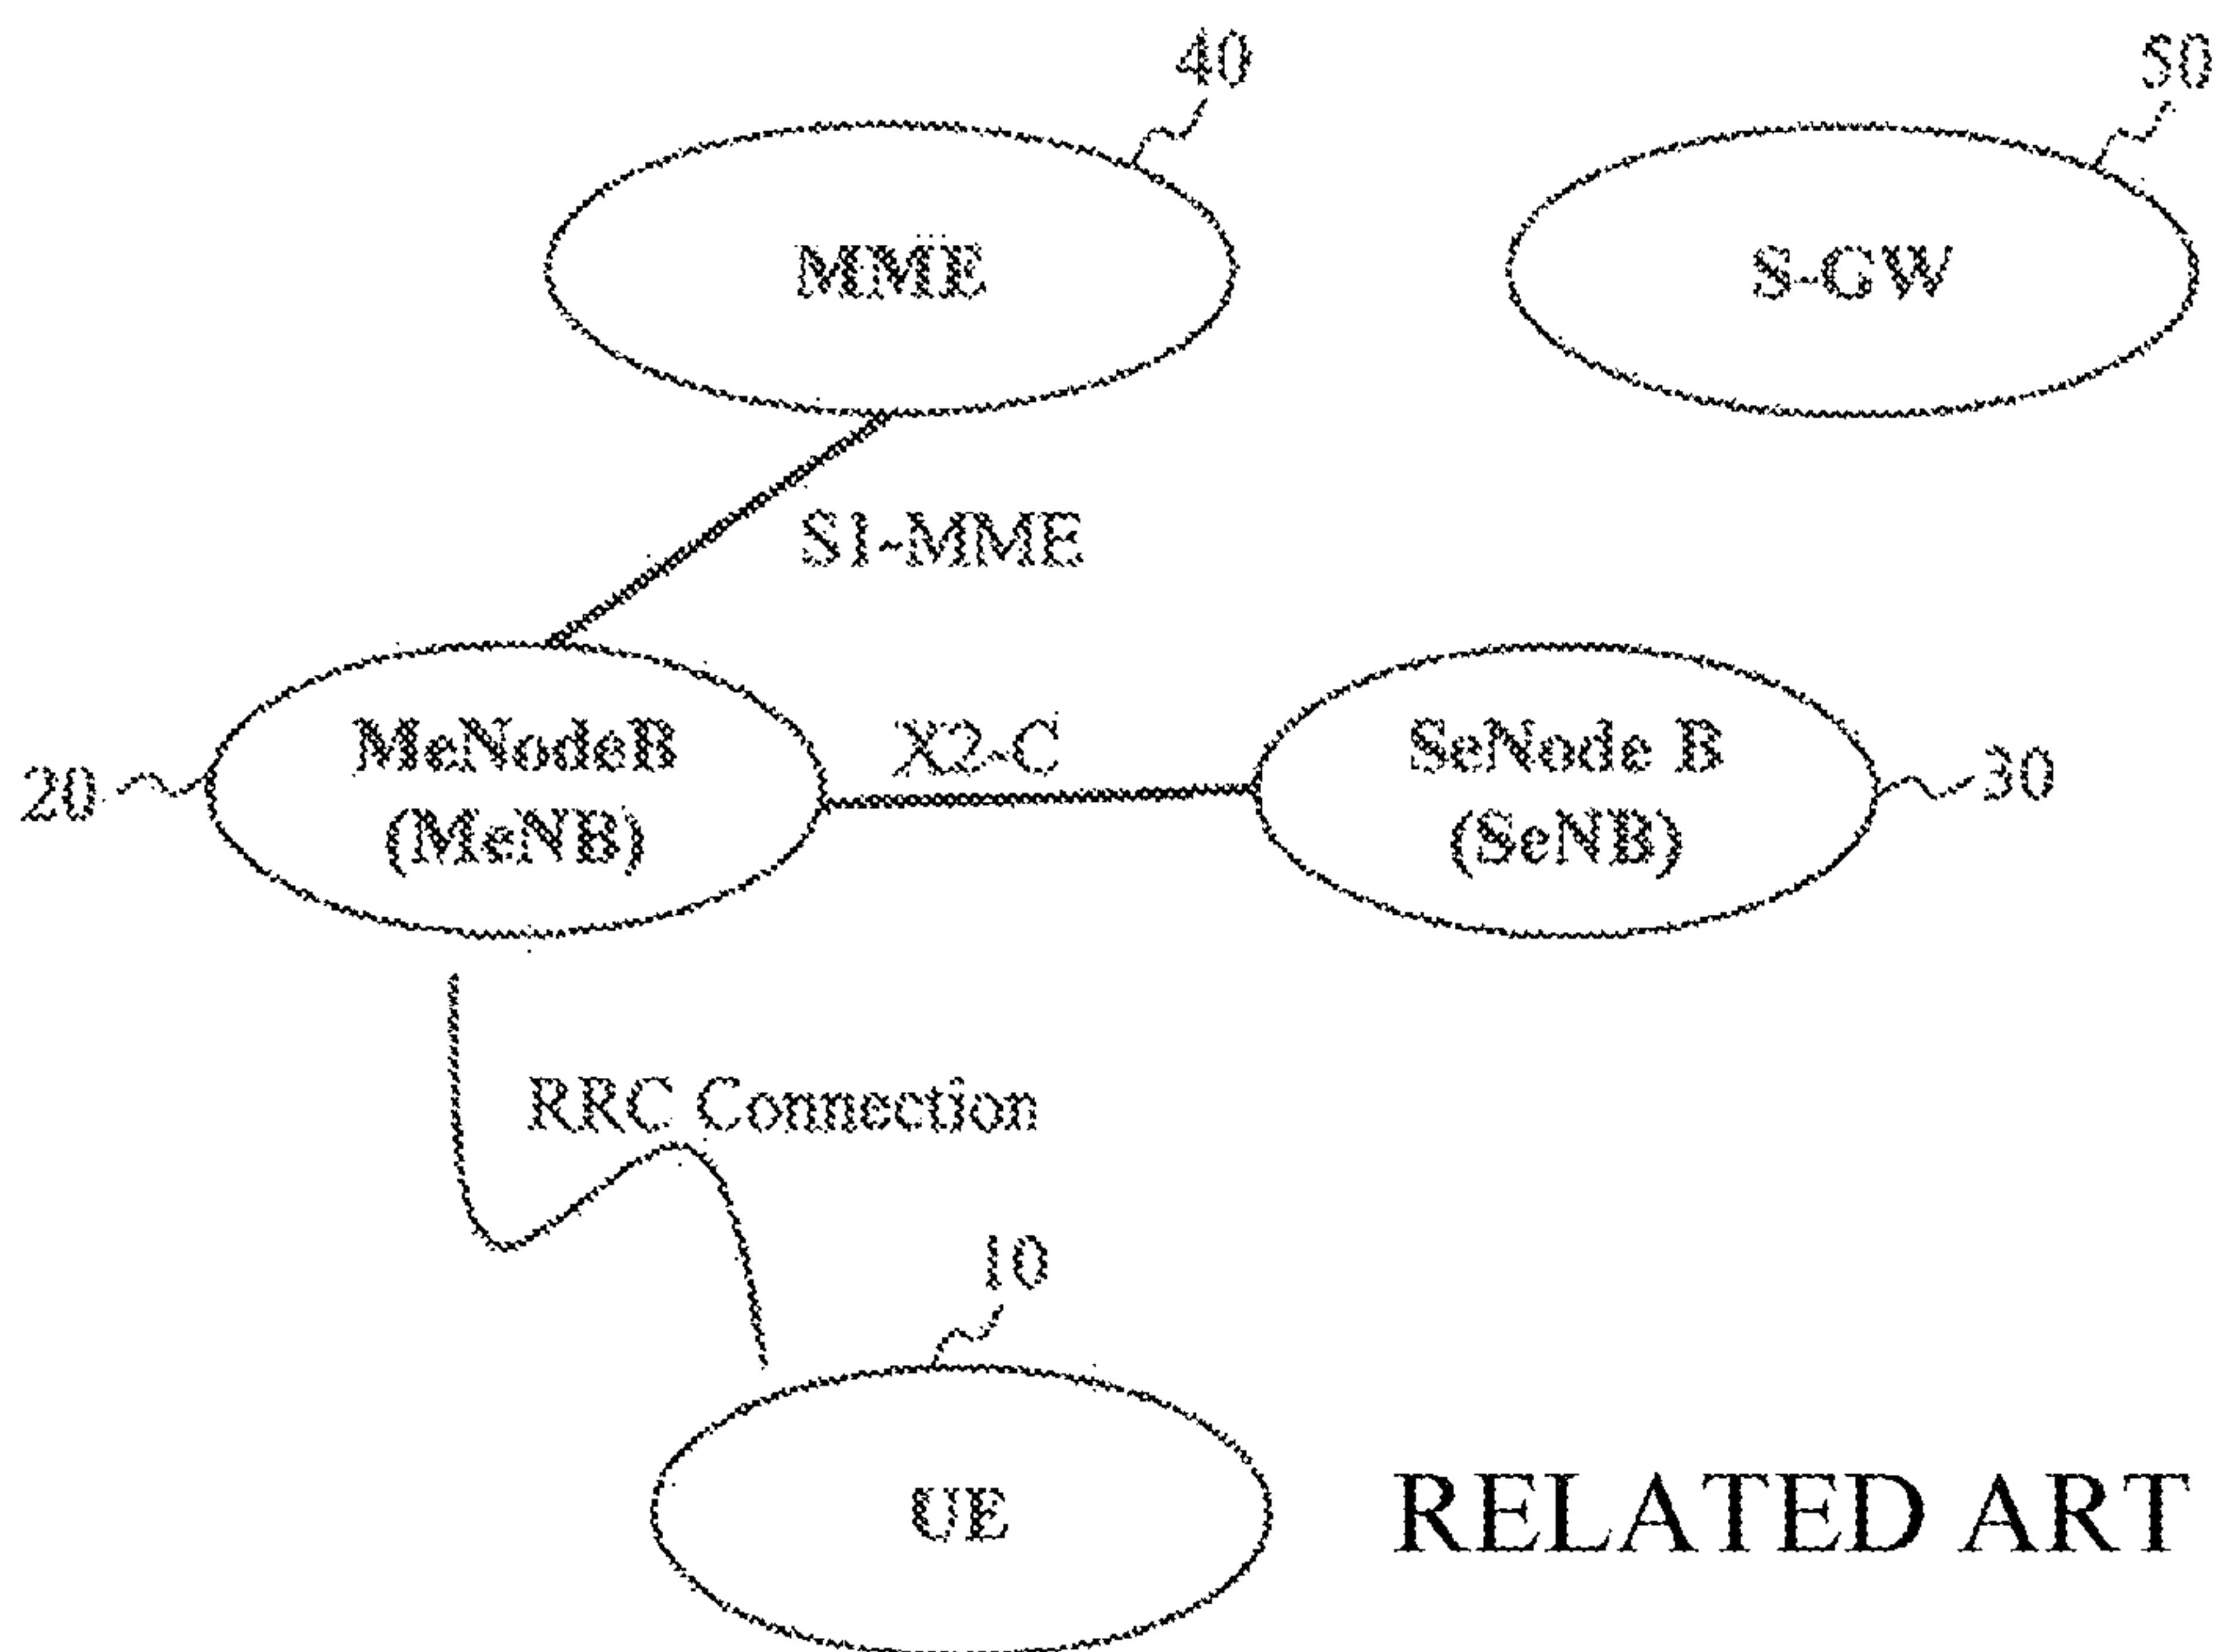 40
50
MME
S-GW
S1-MME
MeNodeB
(MeNB)
X2-C
SeNode B
(SeNB)
20
30
RRC Connection
10
UE
RELATED ART